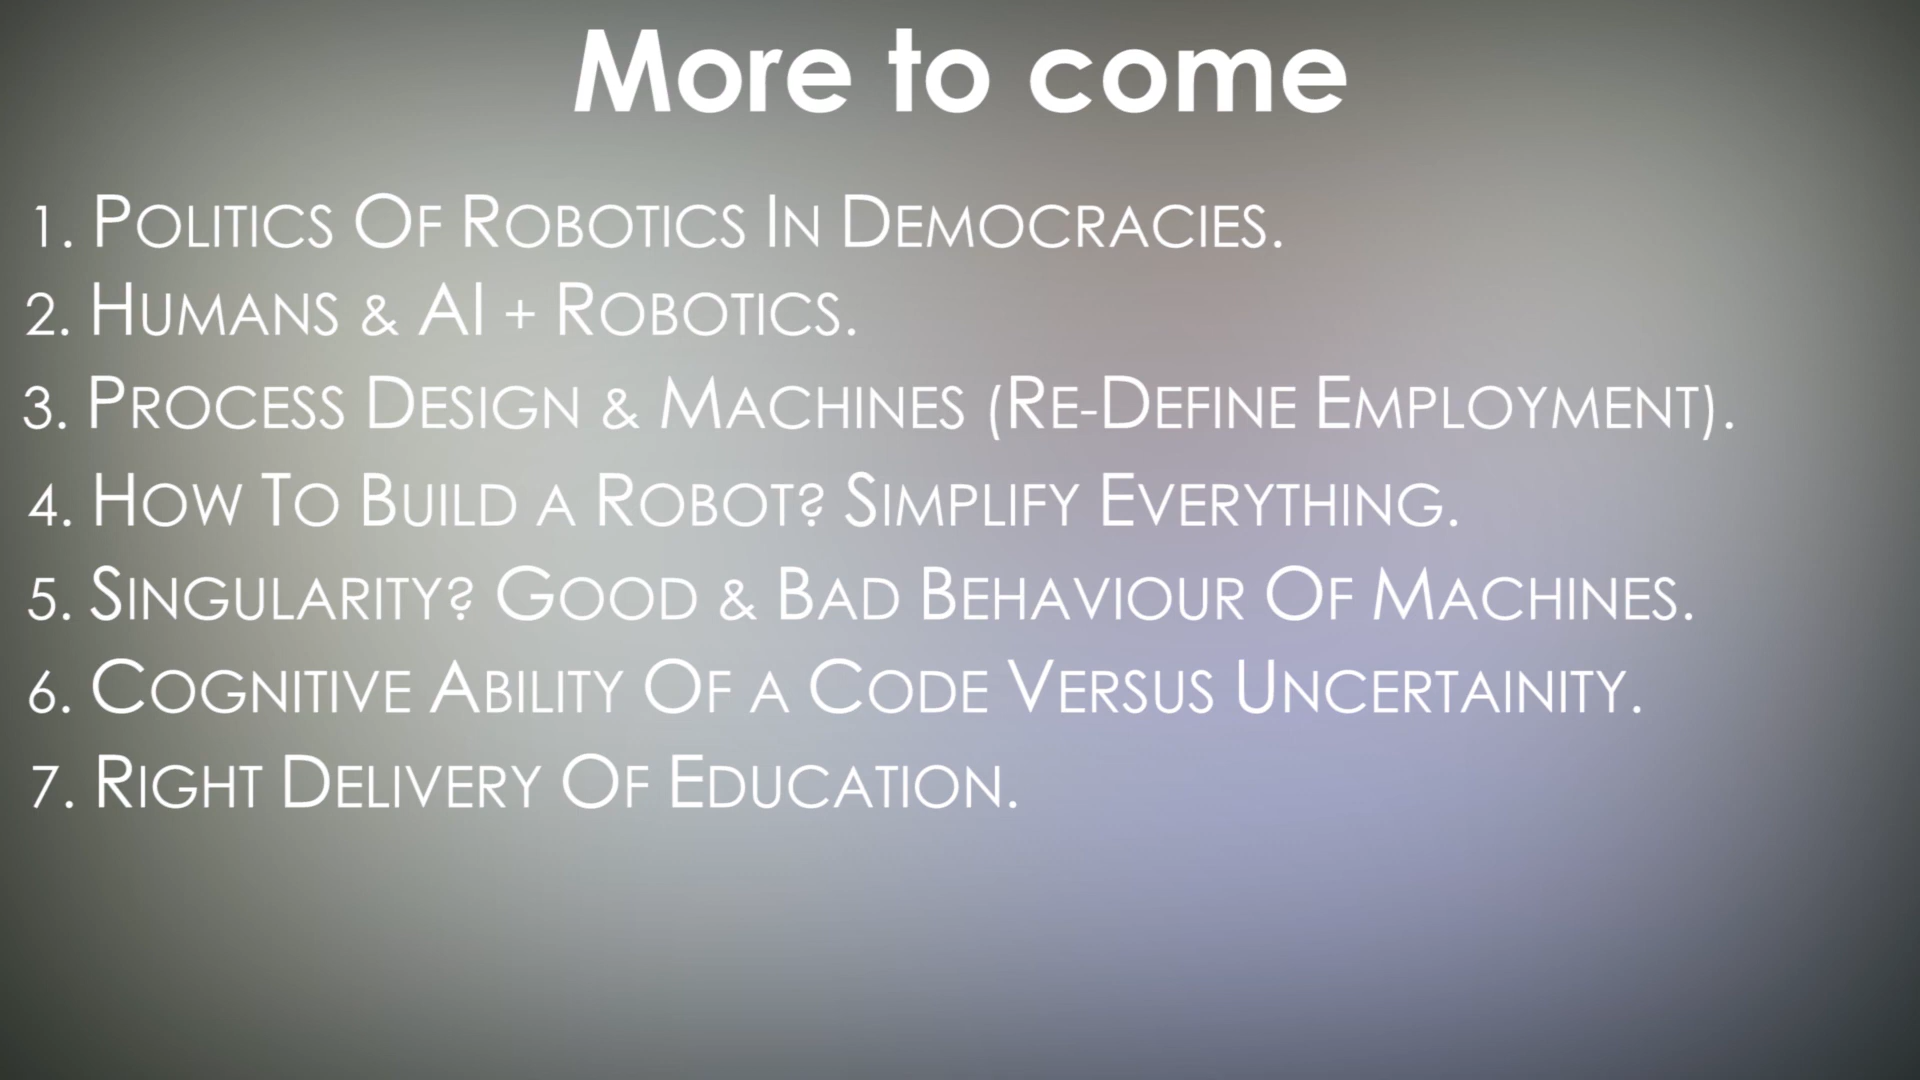 More to come
1. Politics Of Robotics In Democracies.
2. Humans & AI + Robotics.
3. Process Design & Machines (Re-Define Employment).
4. How To Build a Robot? Simplify Everything.
5. Singularity? Good & Bad Behaviour Of Machines.
6. Cognitive Ability Of a Code Versus Uncertainity.
7. Right Delivery Of Education.